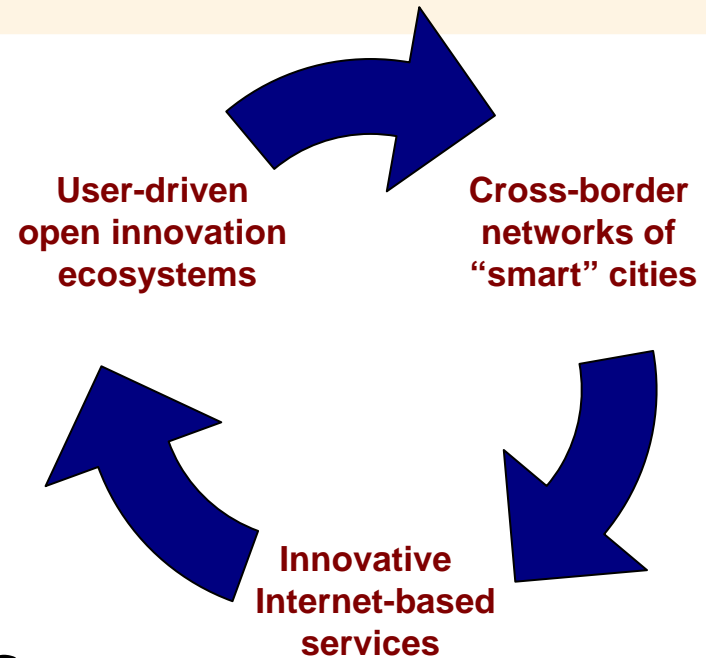 User-driven
open innovation
ecosystems
Cross-border
networks of
“smart” cities
Innovative
Internet-based
services